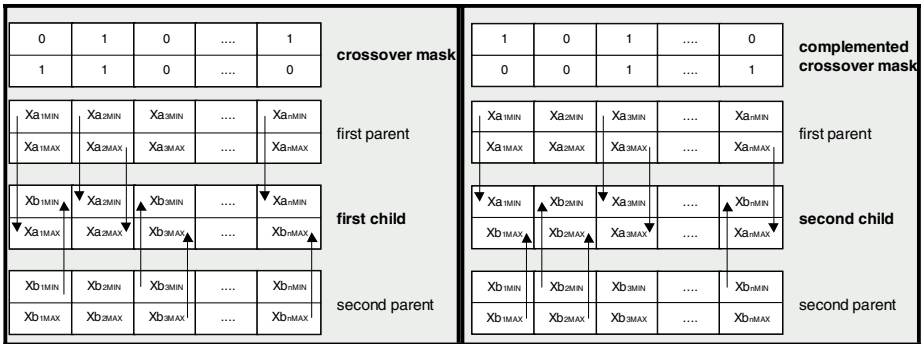 0 1 0 .... 1
1 1 0 .... 0
crossover mask
Xa1MIN Xa2MIN Xa3MIN .... XanMIN
Xa1MAX Xa2MAX Xa3MAX .... XanMAX
first parent
Xb1MIN Xa2MIN Xb3MIN .... XanMIN
Xa1MAX Xa2MAX Xb3MAX .... XbnMAX
first child
Xb1MIN Xb2MIN Xb3MIN .... XbnMIN
Xb1MAX Xb2MAX Xb3MAX .... XbnMAX
second parent
1 0 1 .... 0
0 0 1 .... 1
complemented
crossover mask
Xa1MIN Xa2MIN Xa3MIN .... XanMIN
Xa1MAX Xa2MAX Xa3MAX .... XanMAX
first parent
Xa1MIN Xb2MIN Xa3MIN .... XbnMIN
Xb1MAX Xb2MAX Xa3MAX .... XanMAX
second child
Xb1MIN Xb2MIN Xb3MIN .... XbnMIN
Xb1MAX Xb2MAX Xb3MAX .... XbnMAX
second parent